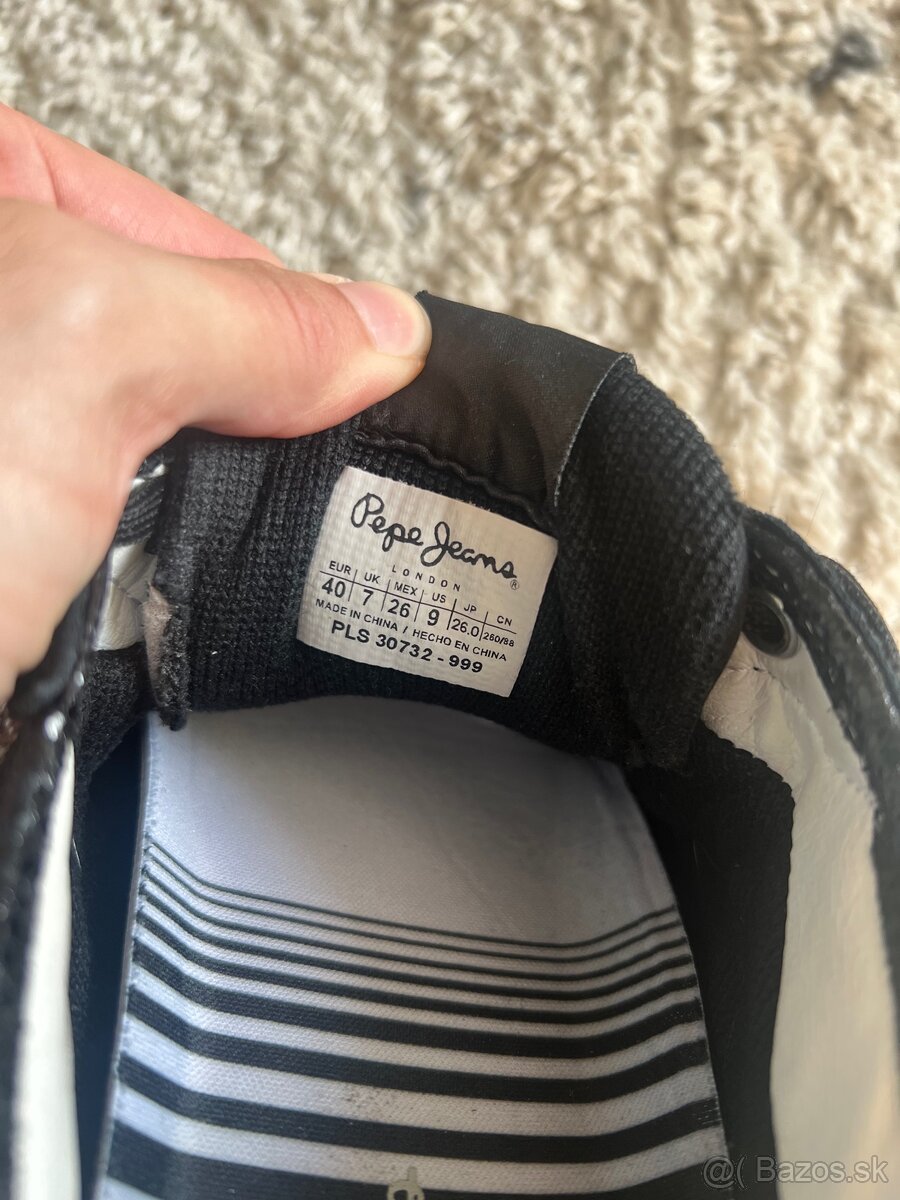 Pepe Jeans®
LONDON
EUR UK MEX US JP CN
40 7 26 9 26.0 260/98
MADE IN CHINA / HECHO EN CHINA
PLS 30732 - 999
@( Bazos.sk